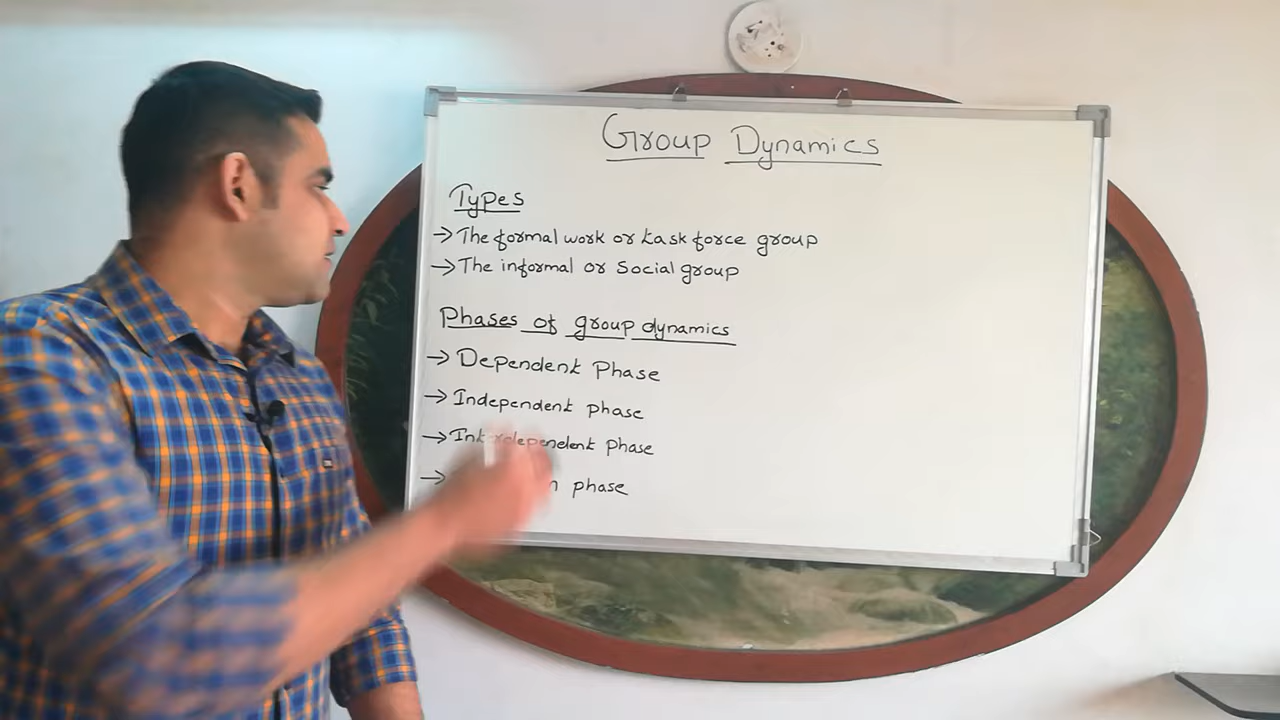 Group Dynamics
Types
→ The formal work or task force group
→ The informal or Social group
Phases of group dynamics
→ Dependent Phase
→ Independent phase
→ Interdependent phase
→ phase